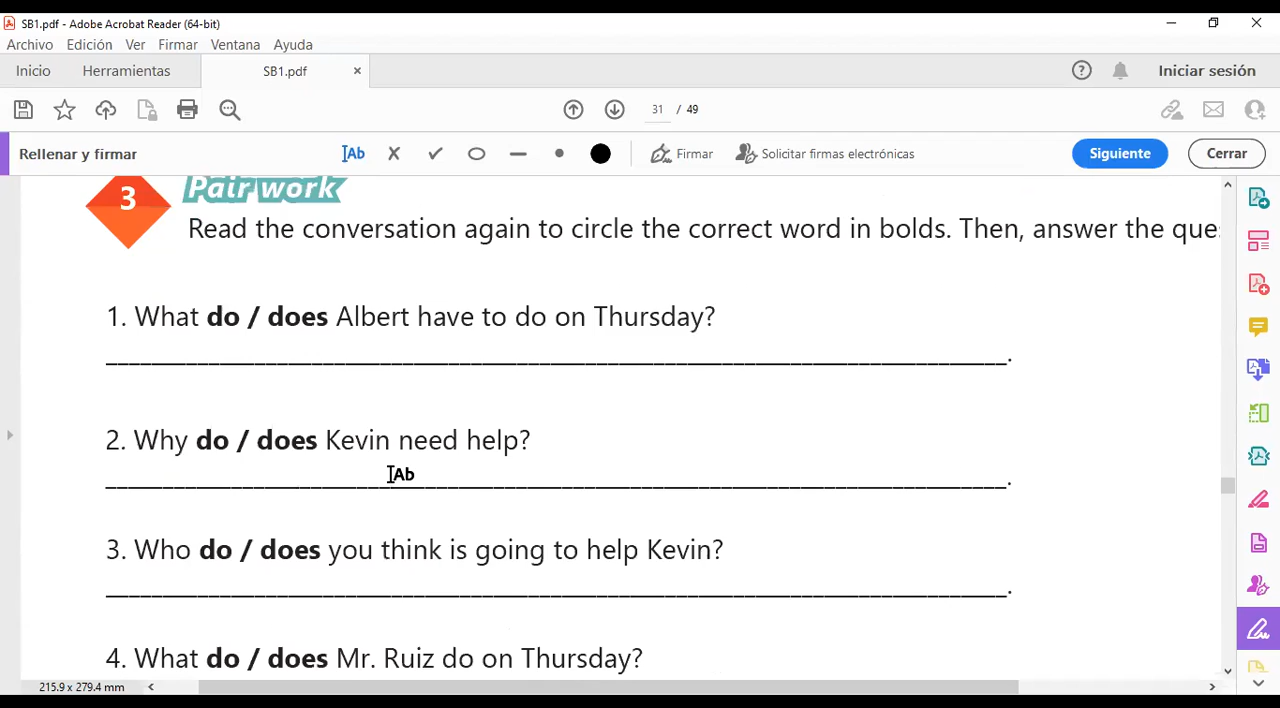 SB1.pdf - Adobe Acrobat Reader (64-bit)
Archivo Edición Ver Firmar Ventana Ayuda
Inicio Herramientas SB1.pdf × ? Iniciar sesión
31 / 49
Rellenar y firmar Ab Firmar Solicitar firmas electrónicas Siguiente Cerrar
3 Pair work
Read the conversation again to circle the correct word in bolds. Then, answer the que
1. What do / does Albert have to do on Thursday?
______________________________.
2. Why do / does Kevin need help?
Ab
______________________________.
3. Who do / does you think is going to help Kevin?
______________________________.
4. What do / does Mr. Ruiz do on Thursday?
215.9 x 279.4 mm